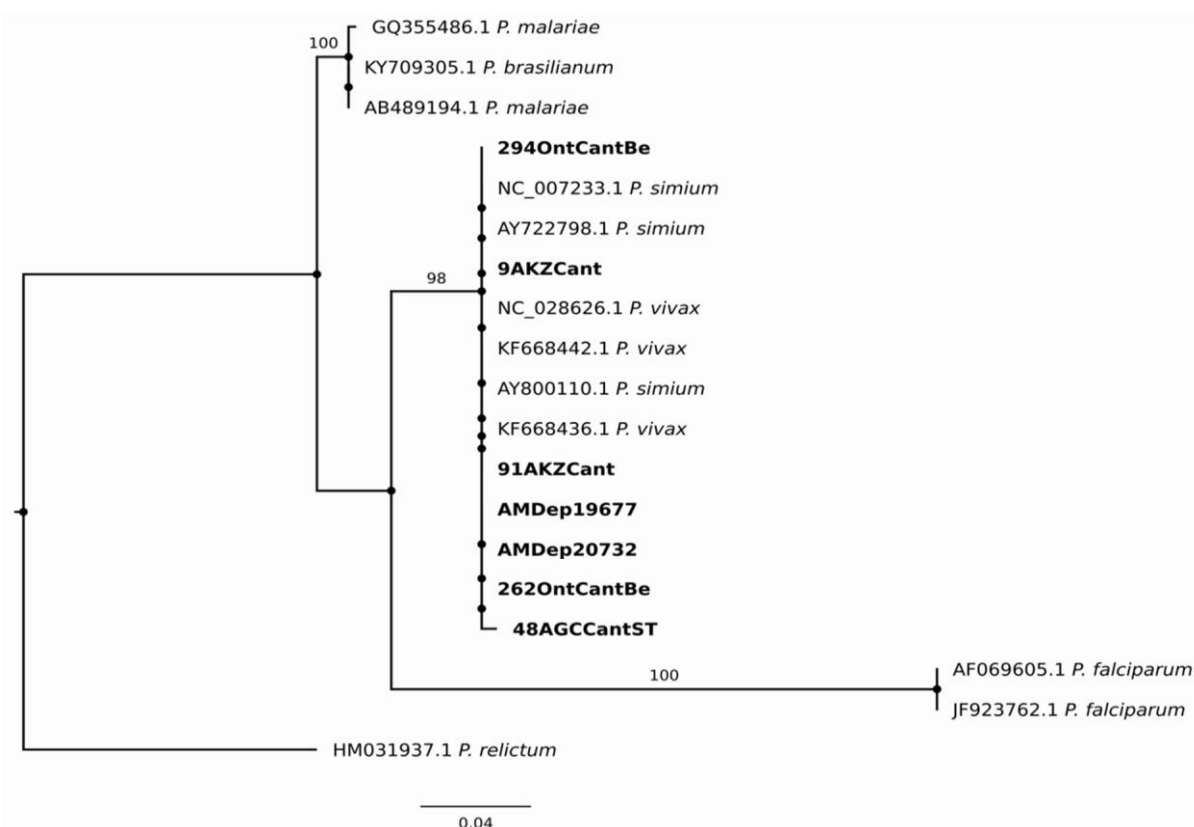 GQ355486.1 P. malariae
100
KY709305.1 P. brasilianum
AB489194.1 P. malariae
294OntCantBe
NC_007233.1 P. simium
AY722798.1 P. simium
9AKZCant
98
NC_028626.1 P. vivax
KF668442.1 P. vivax
AY800110.1 P. simium
KF668436.1 P. vivax
91AKZCant
AMDep19677
AMDep20732
262OntCantBe
48AGCCantST
AF069605.1 P. falciparum
100
JF923762.1 P. falciparum
HM031937.1 P. relictum
0.04